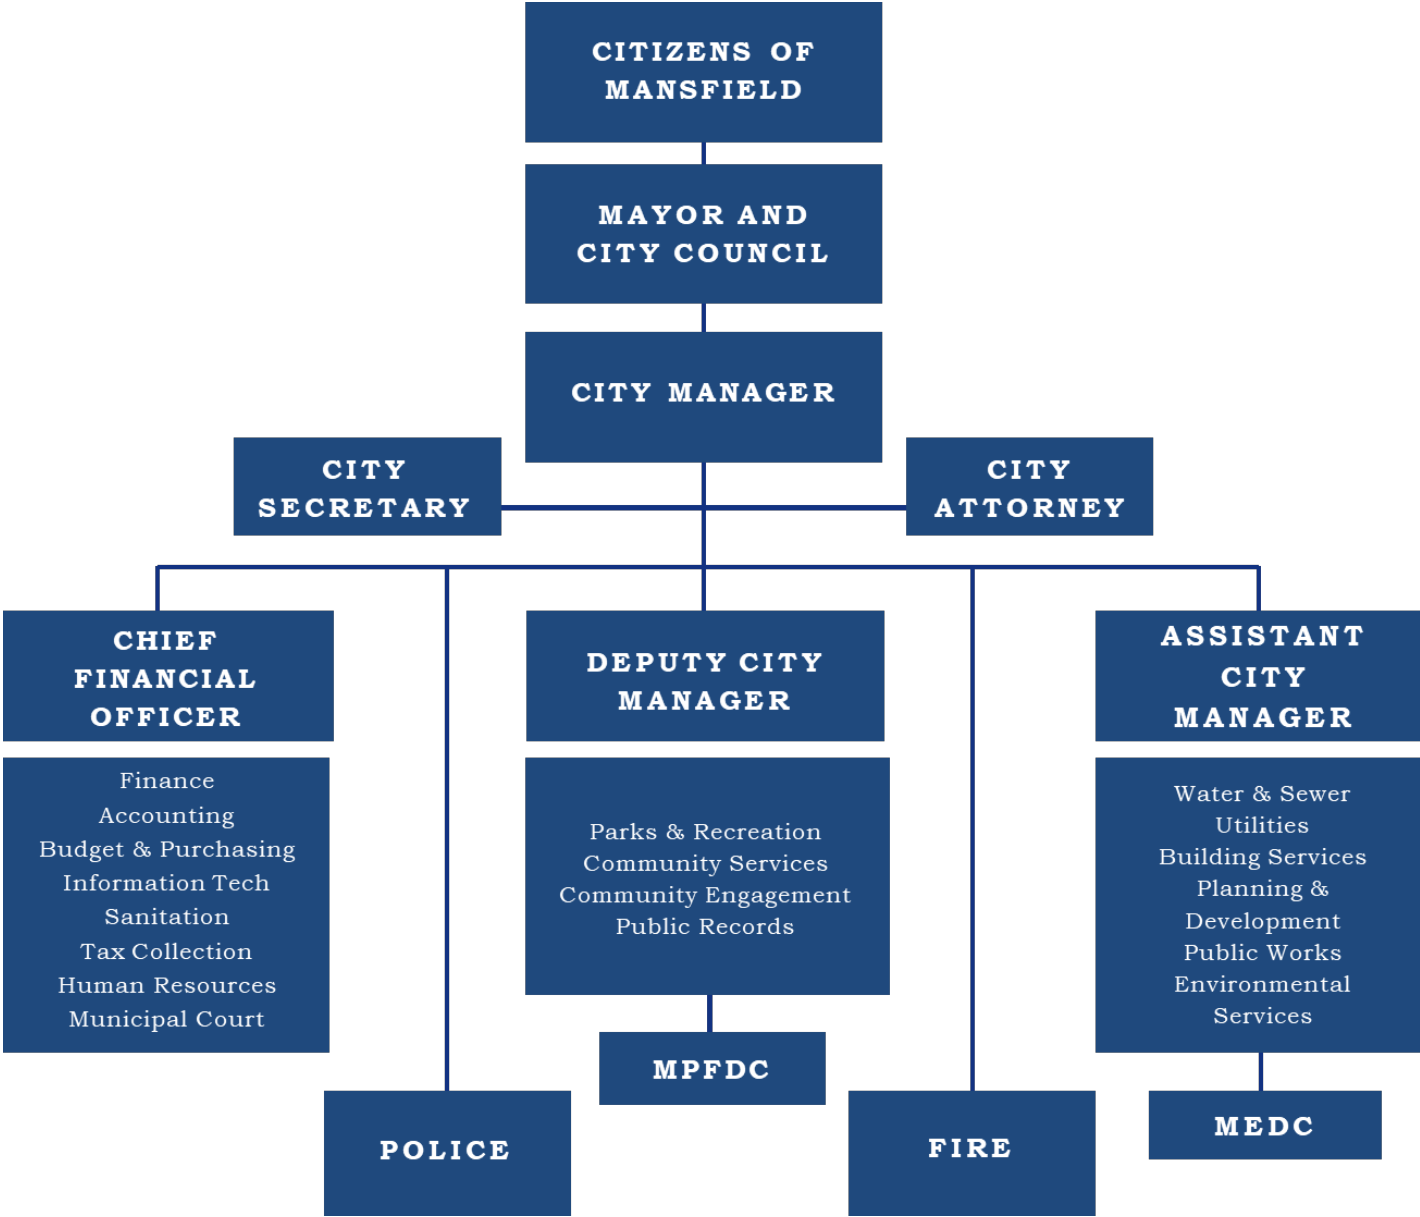 CITIZENS OF
MANSFIELD
MAYOR AND
CITY COUNCIL
CITY MANAGER
CITY
SECRETARY
CITY
ATTORNEY
CHIEF
FINANCIAL
OFFICER
DEPUTY CITY
MANAGER
ASSISTANT
CITY
MANAGER
Finance
Accounting
Budget & Purchasing
Information Tech
Sanitation
Tax Collection
Human Resources
Municipal Court
Parks & Recreation
Community Services
Community Engagement
Public Records
Water & Sewer
Utilities
Building Services
Planning &
Development
Public Works
Environmental
Services
MPFDC
MEDC
POLICE
FIRE